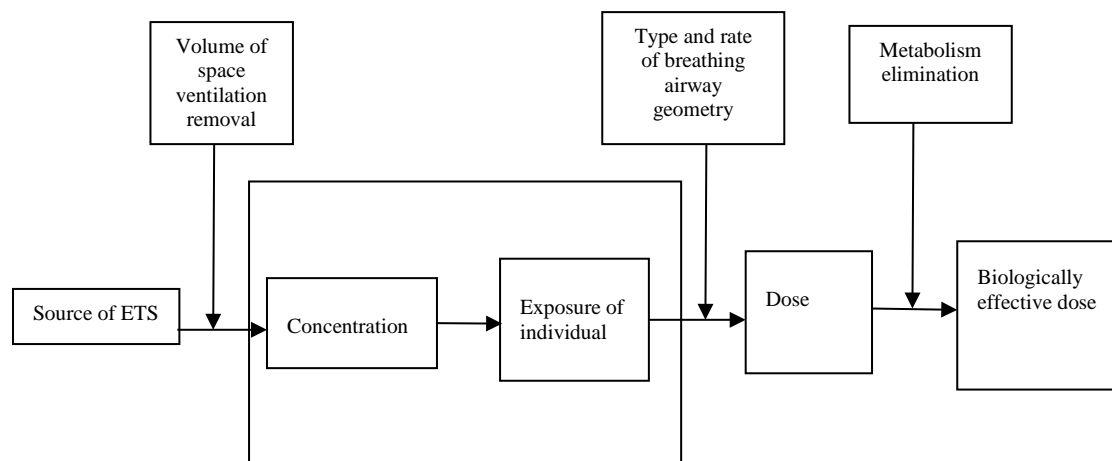 Volume of
space
ventilation
removal
Type and rate
of breathing
airway
geometry
Metabolism
elimination
Source of ETS
Concentration
Exposure of
individual
Dose
Biologically
effective dose